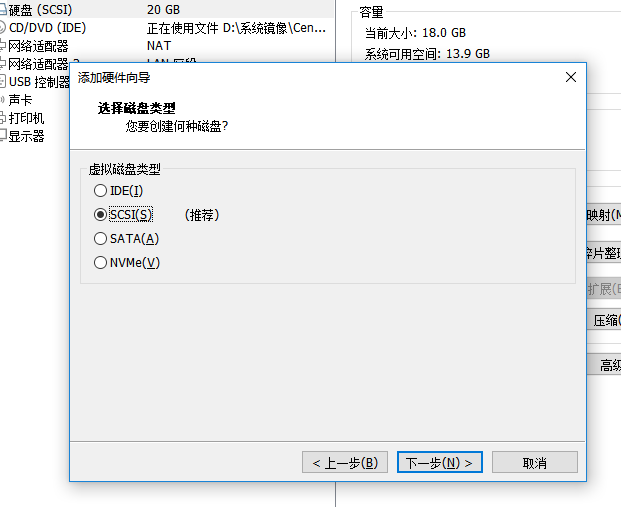 硬盘 (SCSI) 20 GB
CD/DVD (IDE) 正在使用文件 D:\系统镜像\Cen...
网络适配器 NAT
网络适配器 2 LAN 网段
USB 控制器
声卡
打印机
显示器
容量
当前大小: 18.0 GB
系统可用空间: 13.9 GB
添加硬件向导
选择磁盘类型
您要创建何种磁盘?
虚拟磁盘类型
IDE(I)
SCSI(S) (推荐)
SATA(A)
NVMe(V)
映射(M
碎片整理
扩展(E
压缩(
高级
< 上一步(B)
下一步(N) >
取消